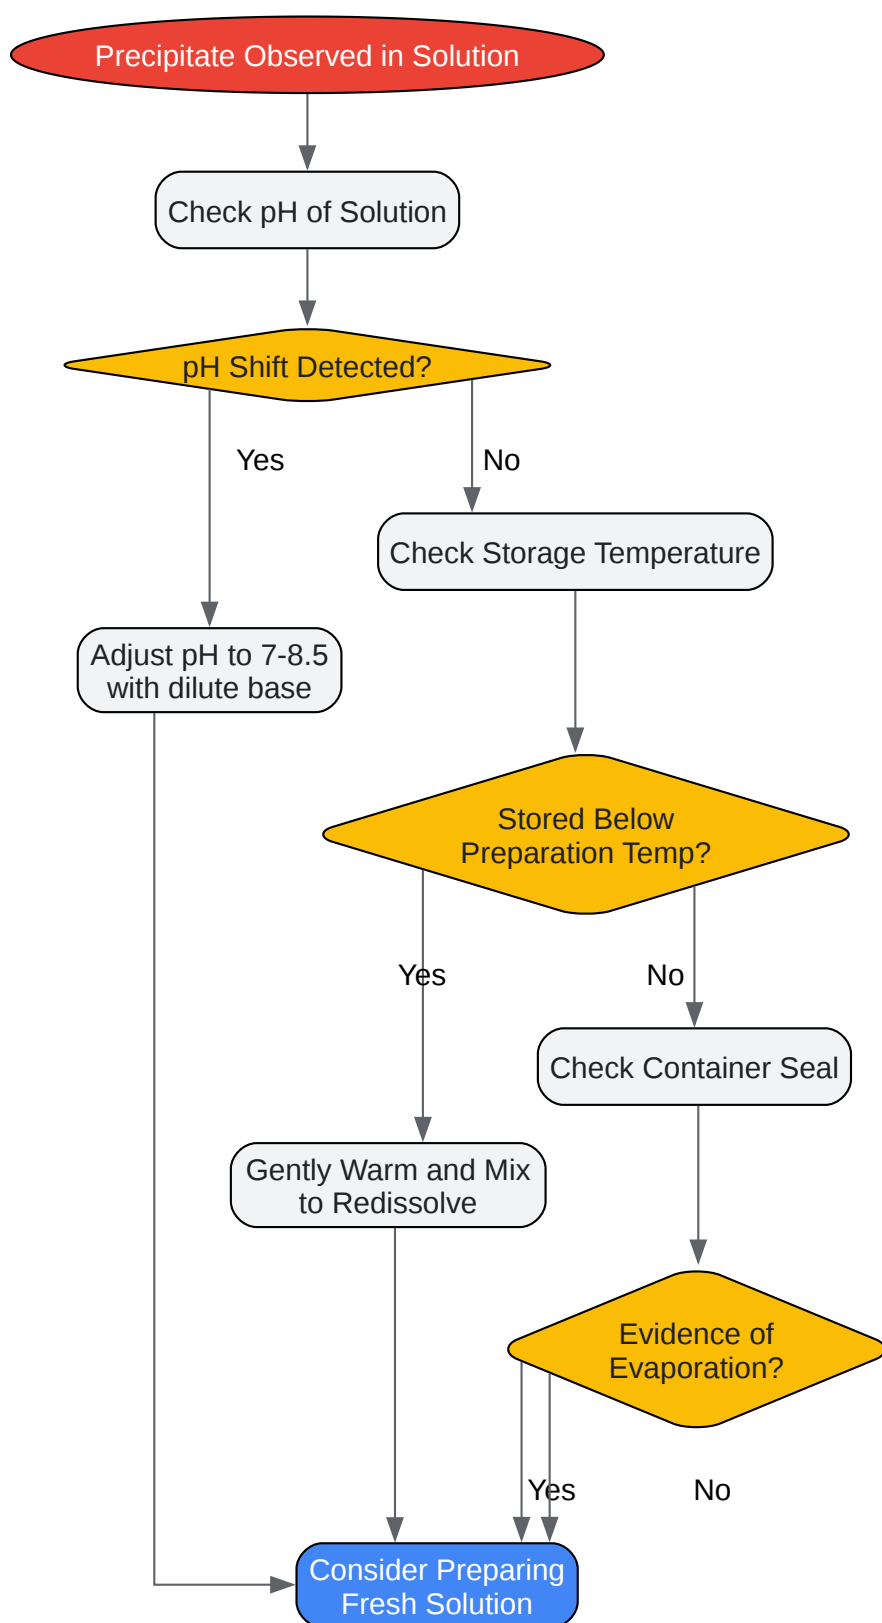 Precipitate Observed in Solution
Check pH of Solution
pH Shift Detected?
Yes
No
Check Storage Temperature
Adjust pH to 7-8.5
with dilute base
Stored Below
Preparation Temp?
Yes
No
Check Container Seal
Gently Warm and Mix
to Redissolve
Evidence of
Evaporation?
Yes
No
Consider Preparing
Fresh Solution